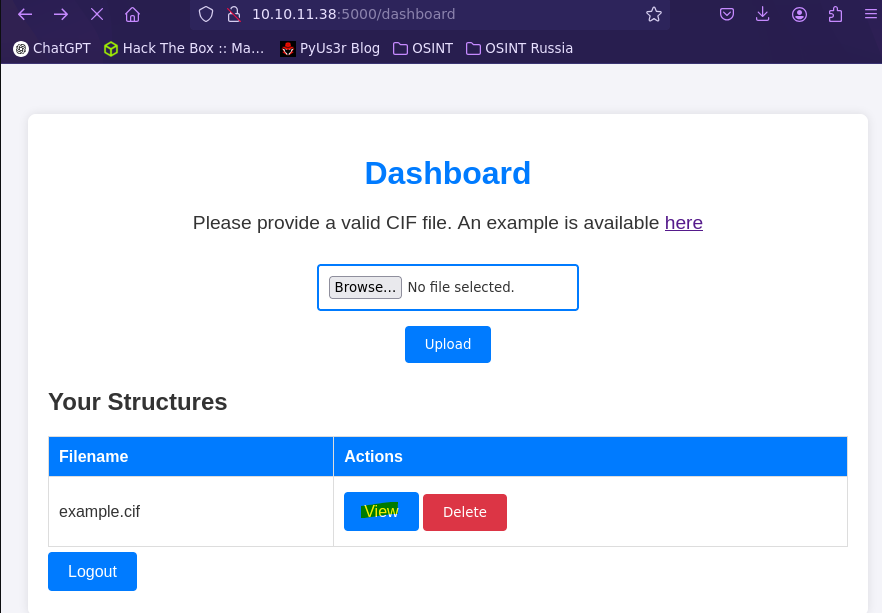 10.10.11.38:5000/dashboard
ChatGPT Hack The Box :: Ma... PyUs3r Blog OSINT OSINT Russia
Dashboard
Please provide a valid CIF file. An example is available here
Browse... No file selected.
Upload
Your Structures
Filename Actions
example.cif View Delete
Logout